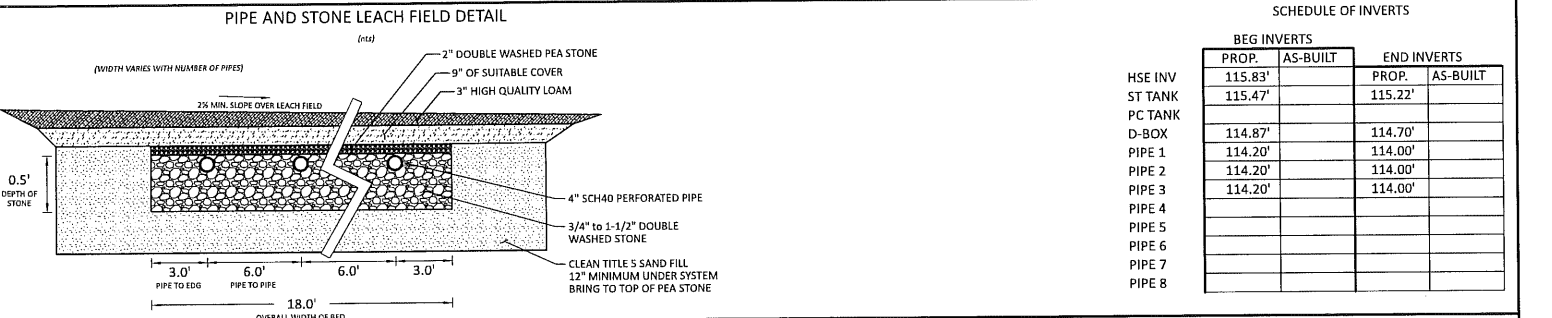 PIPE AND STONE LEACH FIELD DETAIL
(nts)
(WIDTH VARIES WITH NUMBER OF PIPES)
2% MIN. SLOPE OVER LEACH FIELD
2" DOUBLE WASHED PEA STONE
9" OF SUITABLE COVER
3" HIGH QUALITY LOAM
0.5'
DEPTH OF
STONE
4" SCH40 PERFORATED PIPE
3/4" to 1-1/2" DOUBLE
WASHED STONE
CLEAN TITLE 5 SAND FILL
12" MINIMUM UNDER SYSTEM
BRING TO TOP OF PEA STONE
3.0' 6.0' 6.0' 3.0'
PIPE TO EDG PIPE TO PIPE
18.0'
OVERALL WIDTH OF BED
SCHEDULE OF INVERTS
BEG INVERTS
PROP. AS-BUILT END INVERTS
HSE INV 115.83' PROP. AS-BUILT
ST TANK 115.47' 115.22'
PC TANK
D-BOX 114.87' 114.70'
PIPE 1 114.20' 114.00'
PIPE 2 114.20' 114.00'
PIPE 3 114.20' 114.00'
PIPE 4
PIPE 5
PIPE 6
PIPE 7
PIPE 8